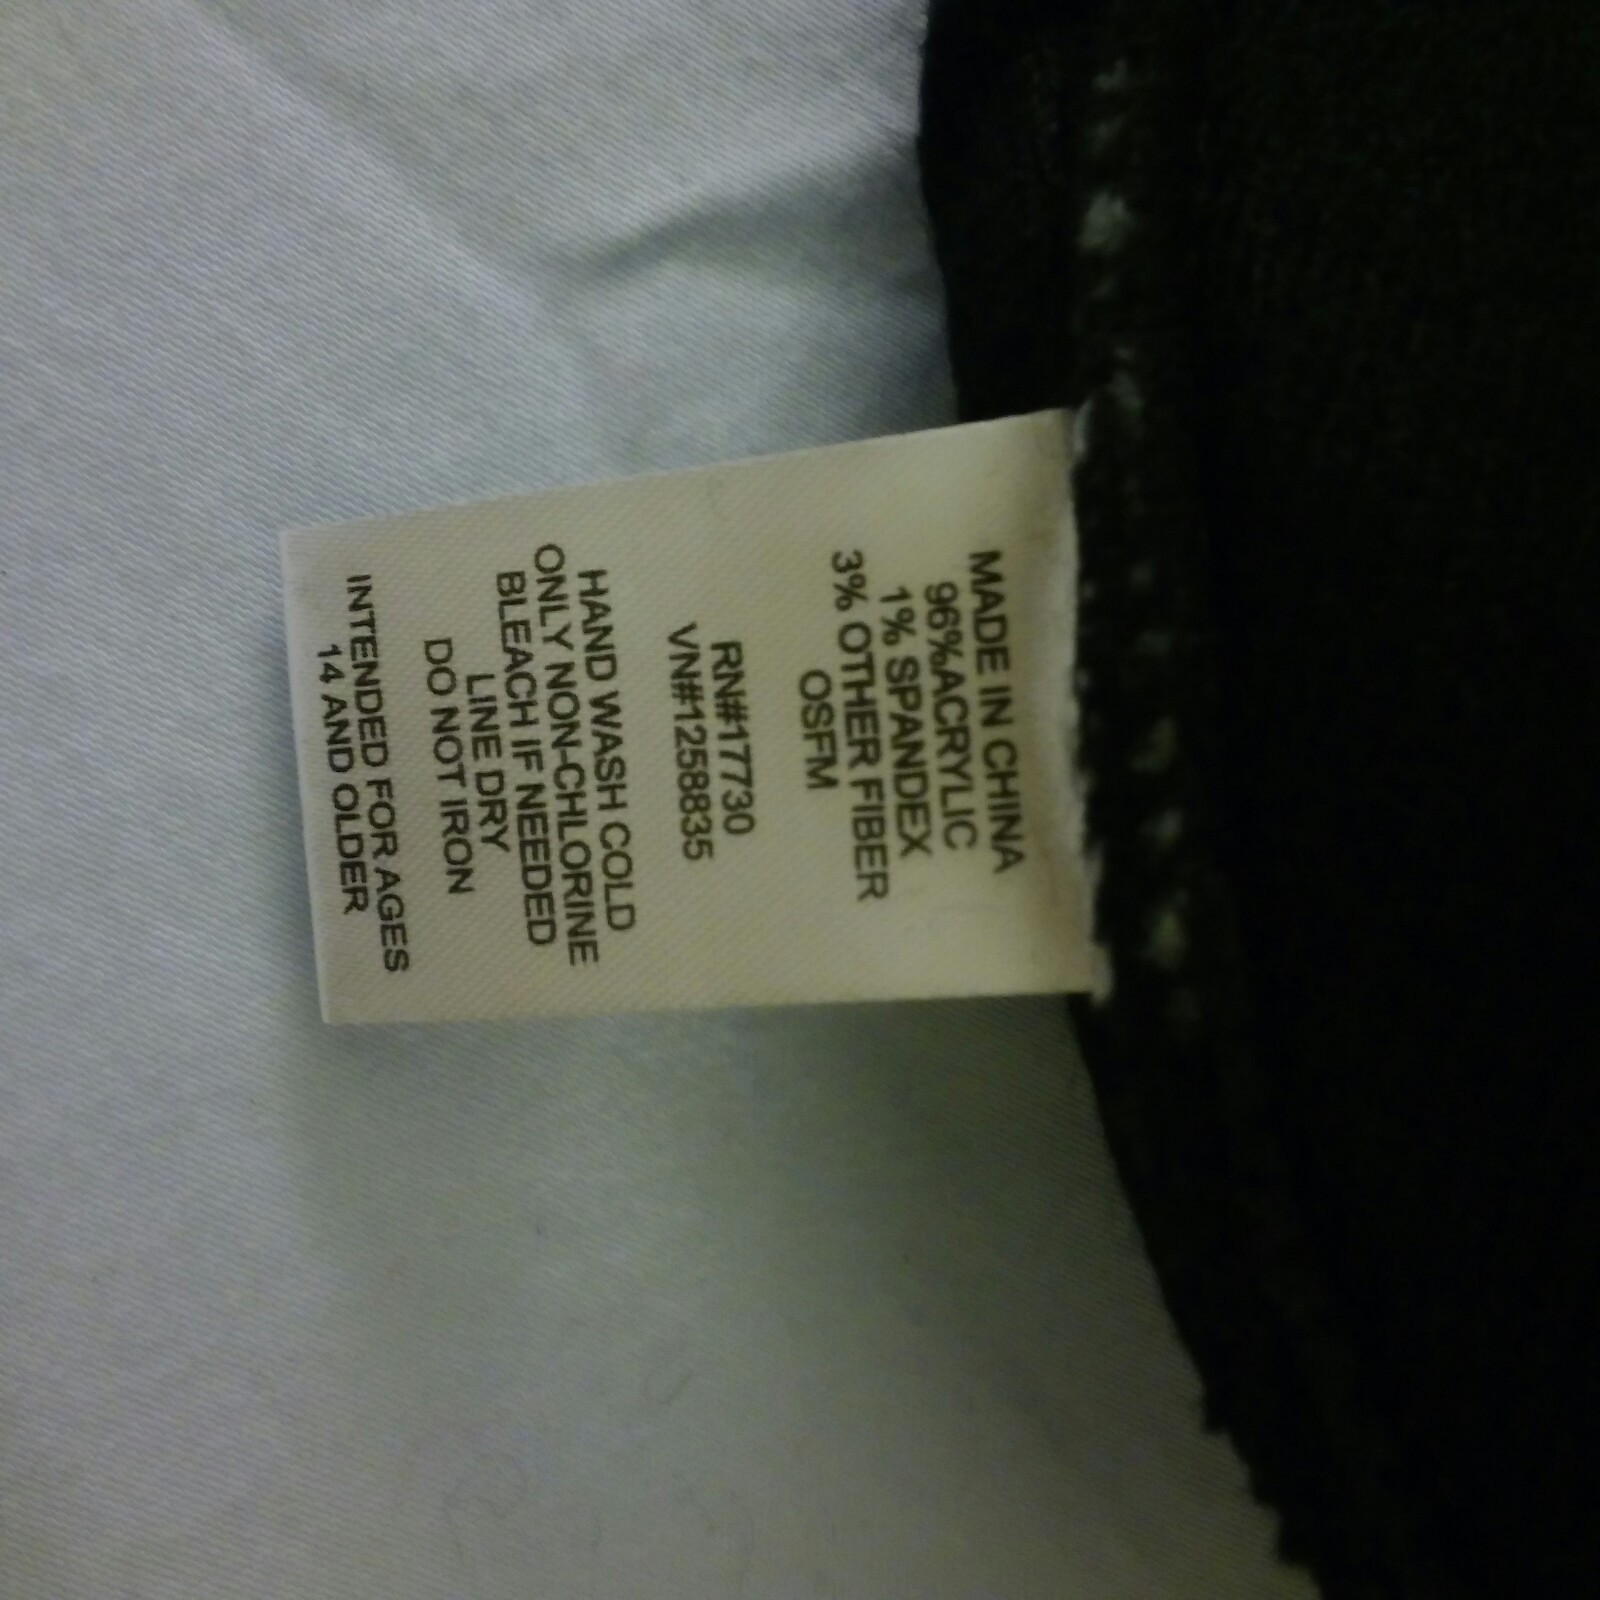 MADE IN CHINA
96%ACRYLIC
1% SPANDEX
3% OTHER FIBER
OSFM
RN#17730
VN#1258835
HAND WASH COLD
ONLY NON-CHLORINE
BLEACH IF NEEDED
LINE DRY
DO NOT IRON
INTENDED FOR AGES
14 AND OLDER